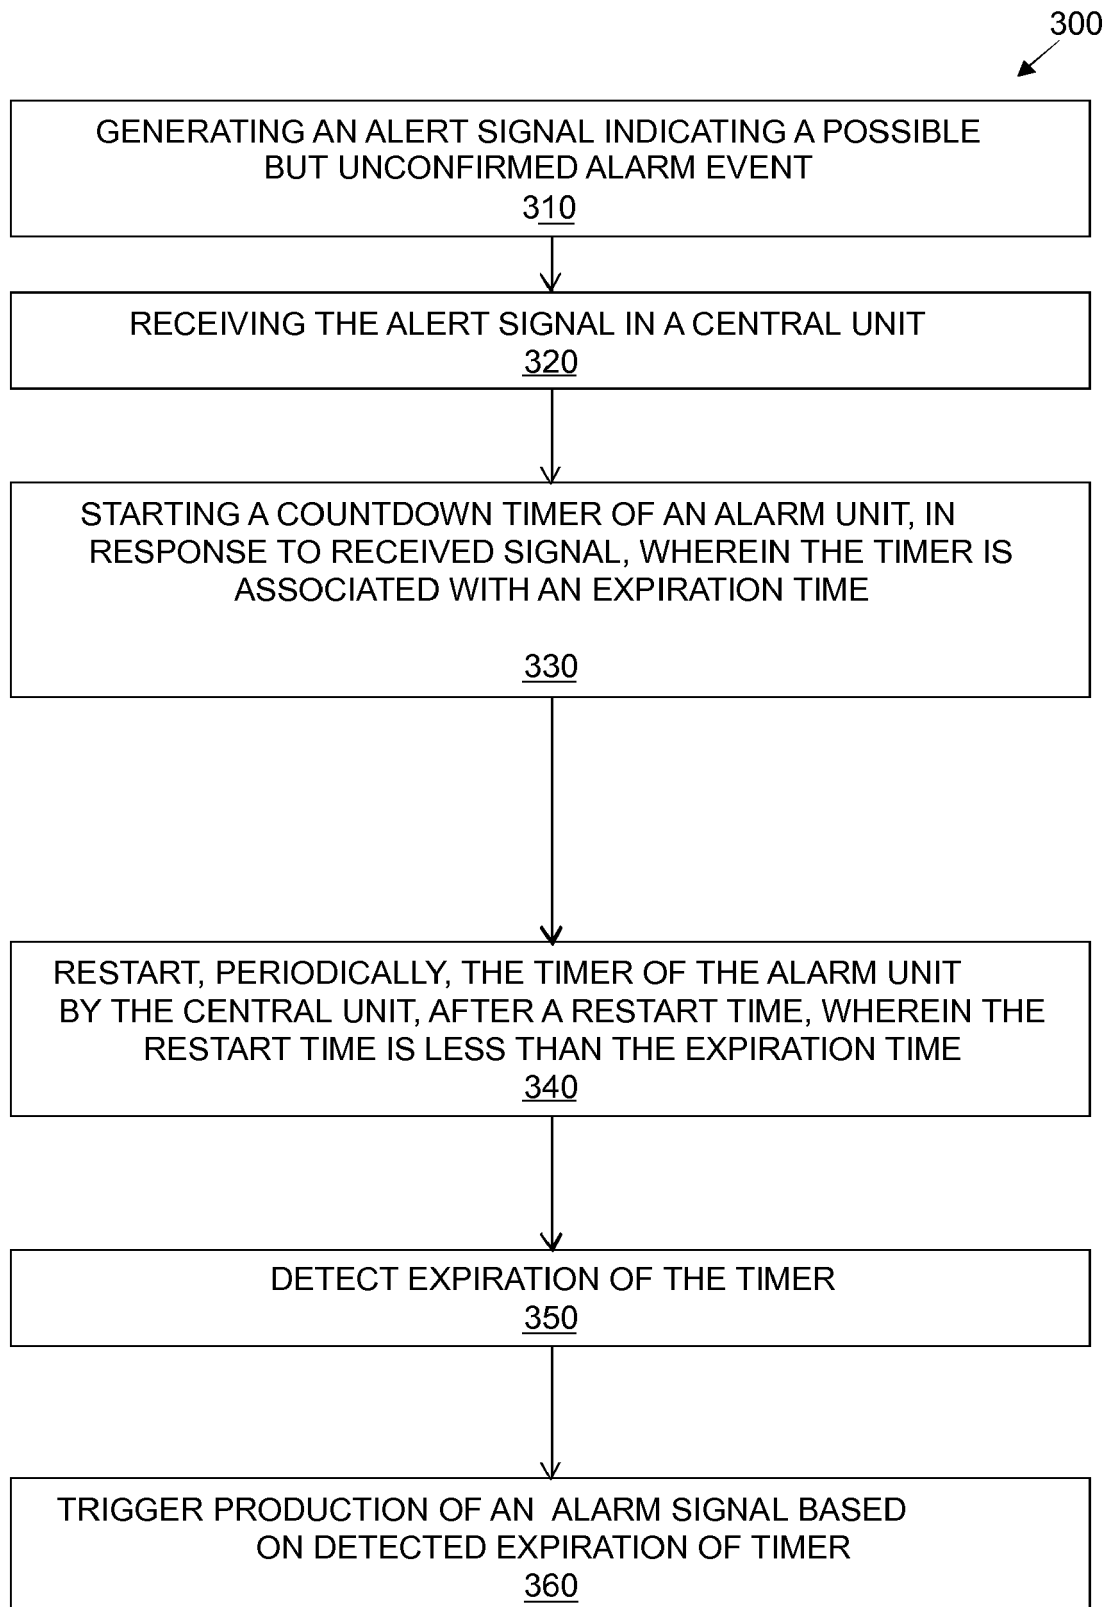 300
GENERATING AN ALERT SIGNAL INDICATING A POSSIBLE
BUT UNCONFIRMED ALARM EVENT
310
RECEIVING THE ALERT SIGNAL IN A CENTRAL UNIT
320
STARTING A COUNTDOWN TIMER OF AN ALARM UNIT, IN
RESPONSE TO RECEIVED SIGNAL, WHEREIN THE TIMER IS
ASSOCIATED WITH AN EXPIRATION TIME
330
RESTART, PERIODICALLY, THE TIMER OF THE ALARM UNIT
BY THE CENTRAL UNIT, AFTER A RESTART TIME, WHEREIN THE
RESTART TIME IS LESS THAN THE EXPIRATION TIME
340
DETECT EXPIRATION OF THE TIMER
350
TRIGGER PRODUCTION OF AN ALARM SIGNAL BASED
ON DETECTED EXPIRATION OF TIMER
360